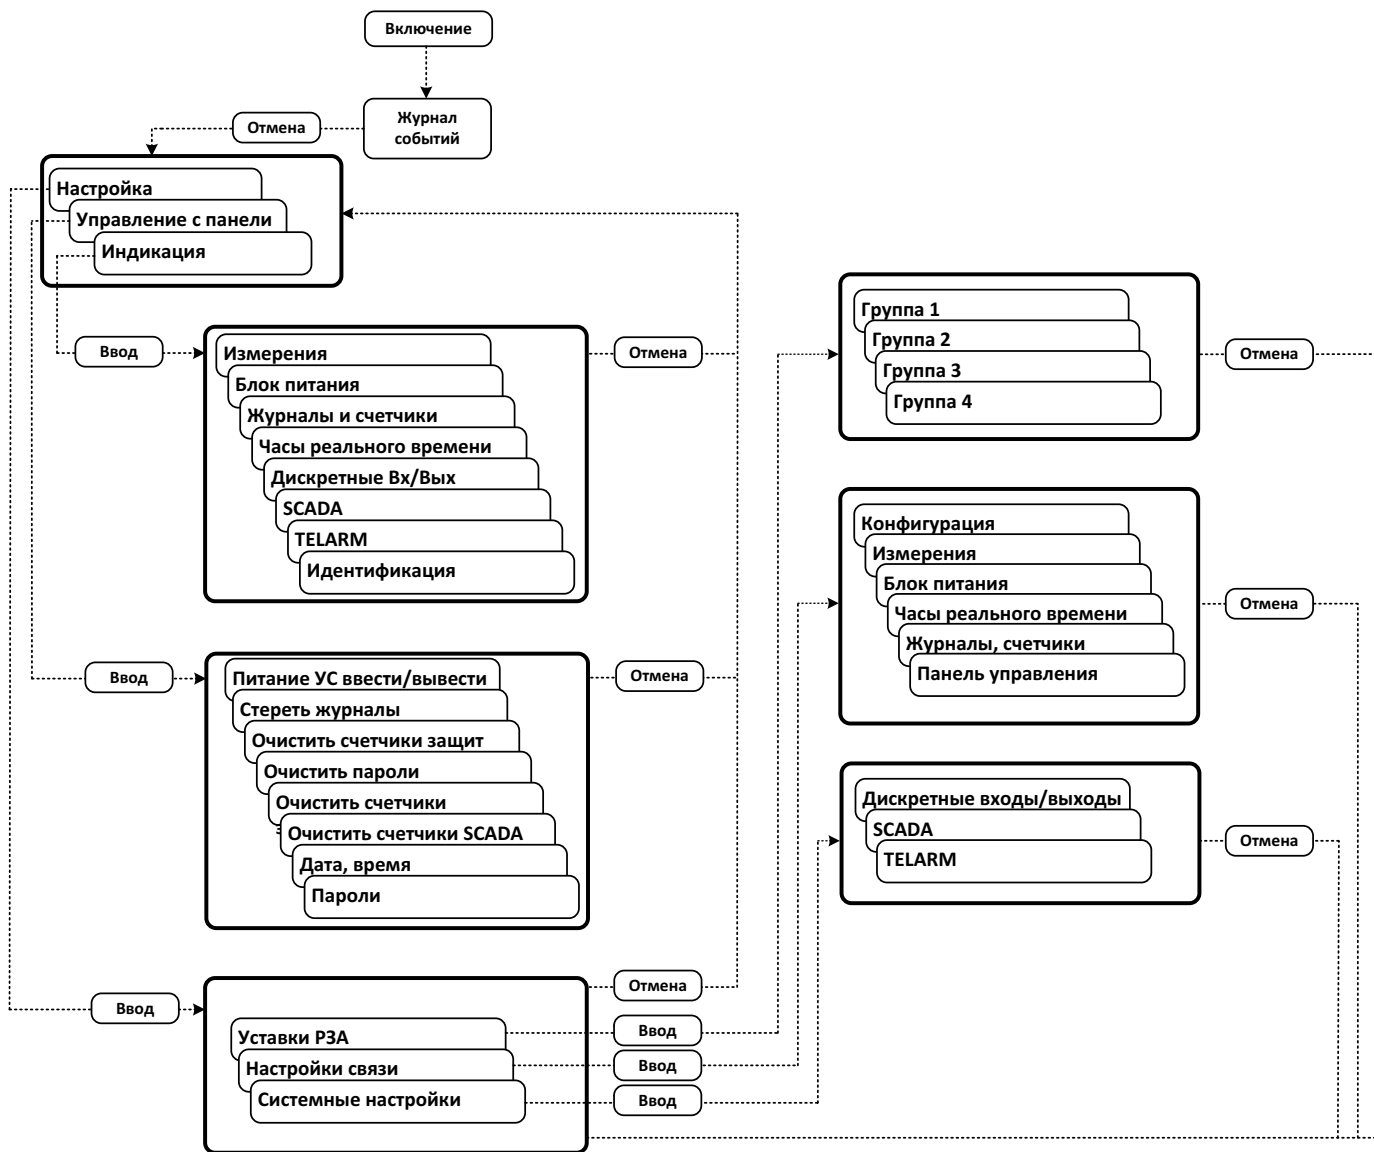 Включение
Журнал
событий
Отмена
Настройка
Управление с панели
Индикация
Ввод
Измерения
Блок питания
Журналы и счетчики
Часы реального времени
Дискретные Вх/Вых
SCADA
TELARM
Идентификация
Отмена
Ввод
Питание УС ввести/вывести
Стереть журналы
Очистить счетчики защит
Очистить пароли
Очистить счетчики
Очистить счетчики SCADA
Дата, время
Пароли
Отмена
Ввод
Уставки РЗА
Настройки связи
Системные настройки
Отмена
Ввод
Ввод
Ввод
Группа 1
Группа 2
Группа 3
Группа 4
Отмена
Конфигурация
Измерения
Блок питания
Часы реального времени
Журналы, счетчики
Панель управления
Отмена
Дискретные входы/выходы
SCADA
TELARM
Отмена